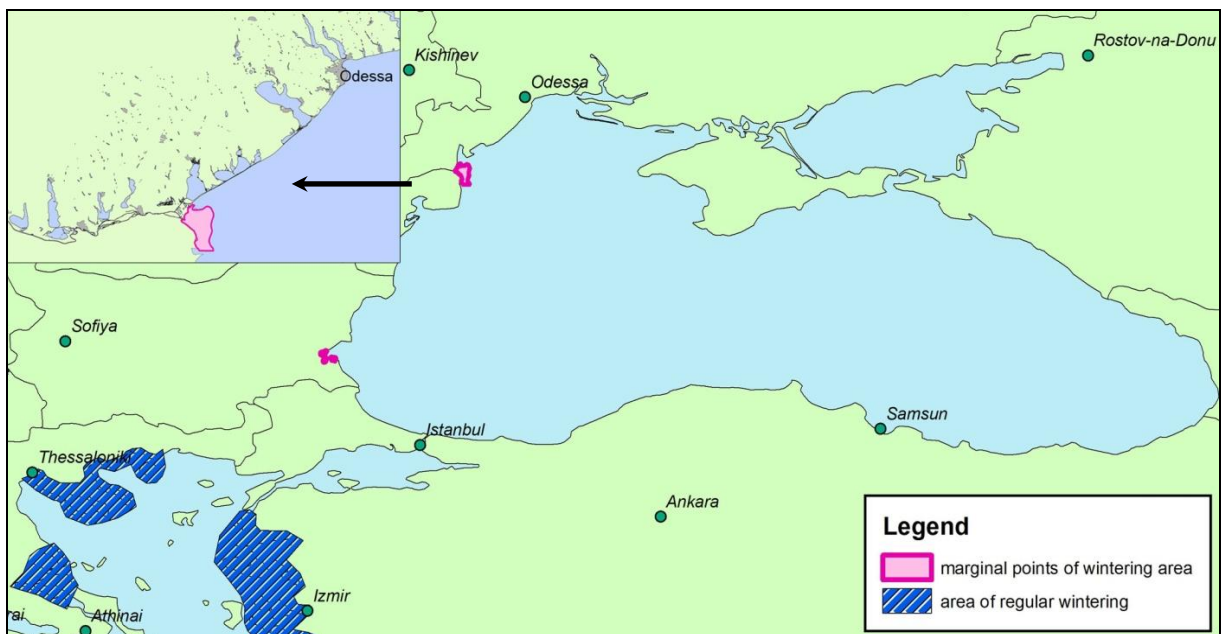 Odessa
Kishinev
Odessa
Rostov-na-Donu
Sofiya
Istanbul
Samsun
Thessaloniki
Ankara
Izmir
rai
Athinai
Legend
marginal points of wintering area
area of regular wintering